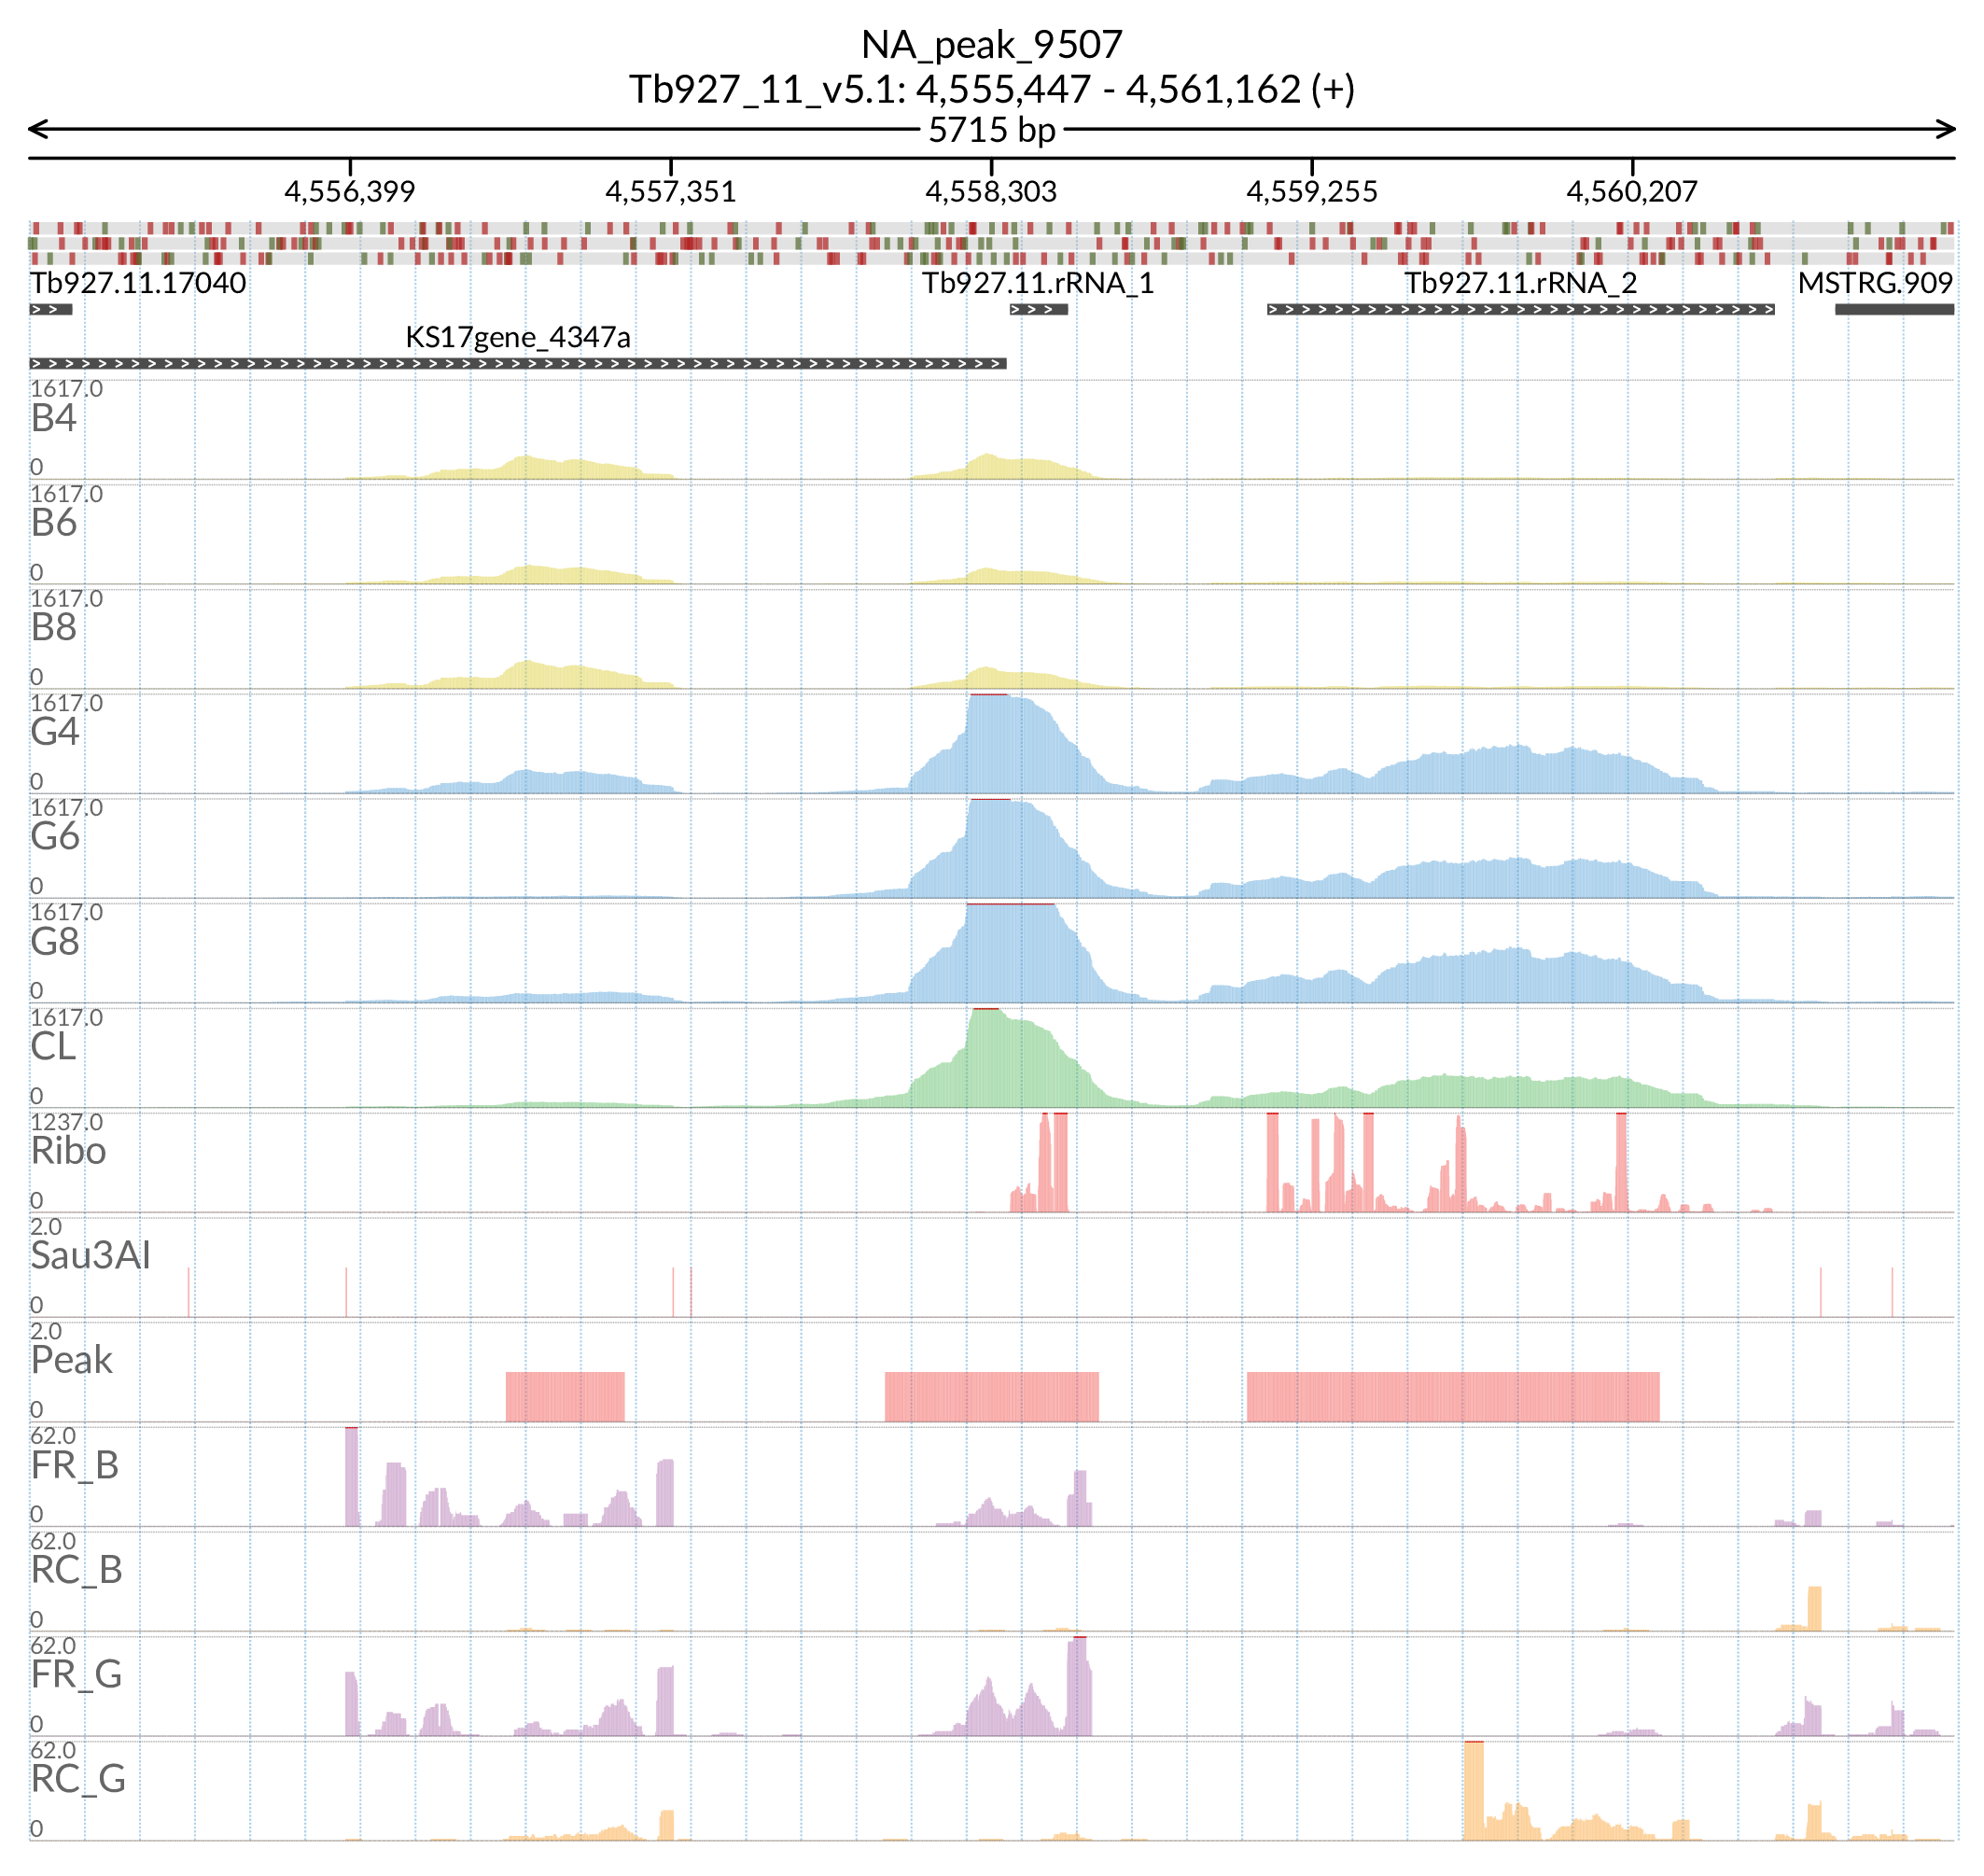 NA_peak_9507
Tb927_11_v5.1: 4,555,447 - 4,561,162 (+)
5715 bp
4,556,399 4,557,351 4,558,303 4,559,255 4,560,207
Tb927.11.17040 Tb927.11.rRNA_1 Tb927.11.rRNA_2 MSTRG.909
KS17gene_4347a
1617.0
B4
0
1617.0
B6
0
1617.0
B8
0
1617.0
G4
0
1617.0
G6
0
1617.0
G8
0
1617.0
CL
0
1237.0
Ribo
0
2.0
Sau3AI
0
2.0
Peak
0
62.0
FR_B
0
62.0
RC_B
0
62.0
FR_G
0
62.0
RC_G
0